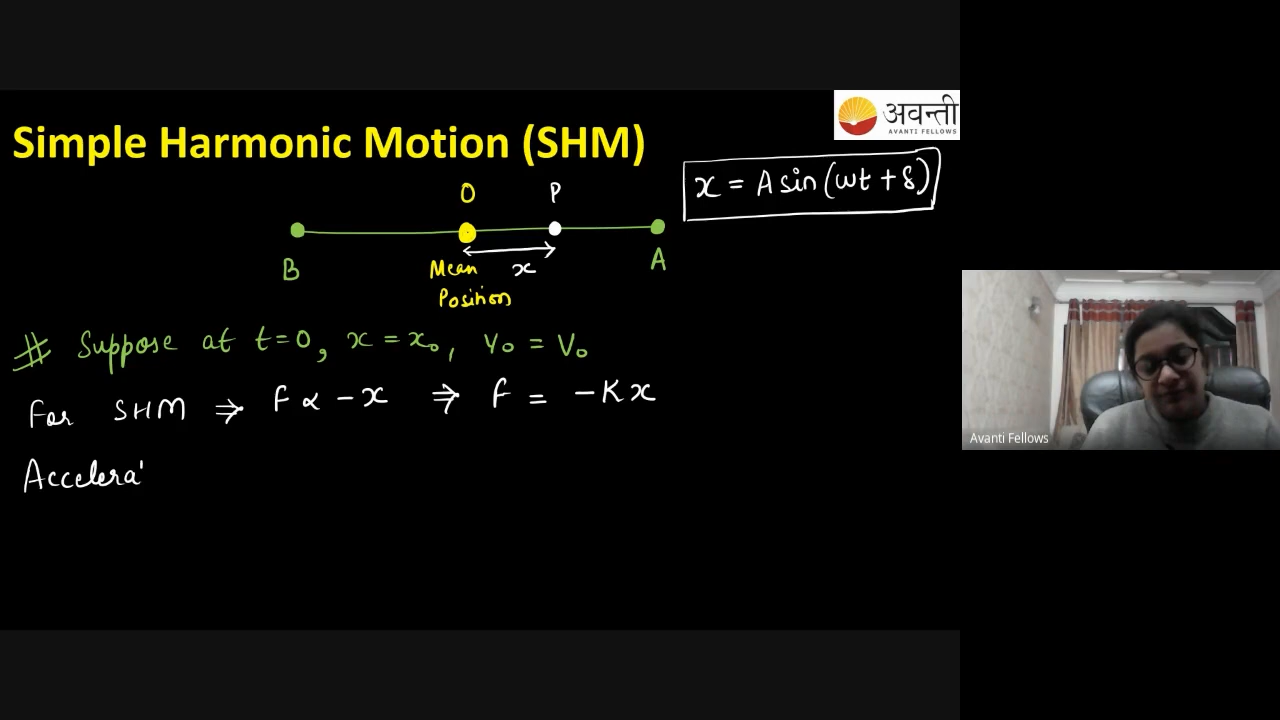 अवन्ती
AVANTI FELLOWS
Simple Harmonic Motion (SHM)
x = A sin (ωt + δ)
O P
B Mean x A
Position
# Suppose at t=0, x = x₀, V₀ = V₀
For SHM ⇒ F ∝ -x ⇒ F = -Kx
Accelera'
Avanti Fellows